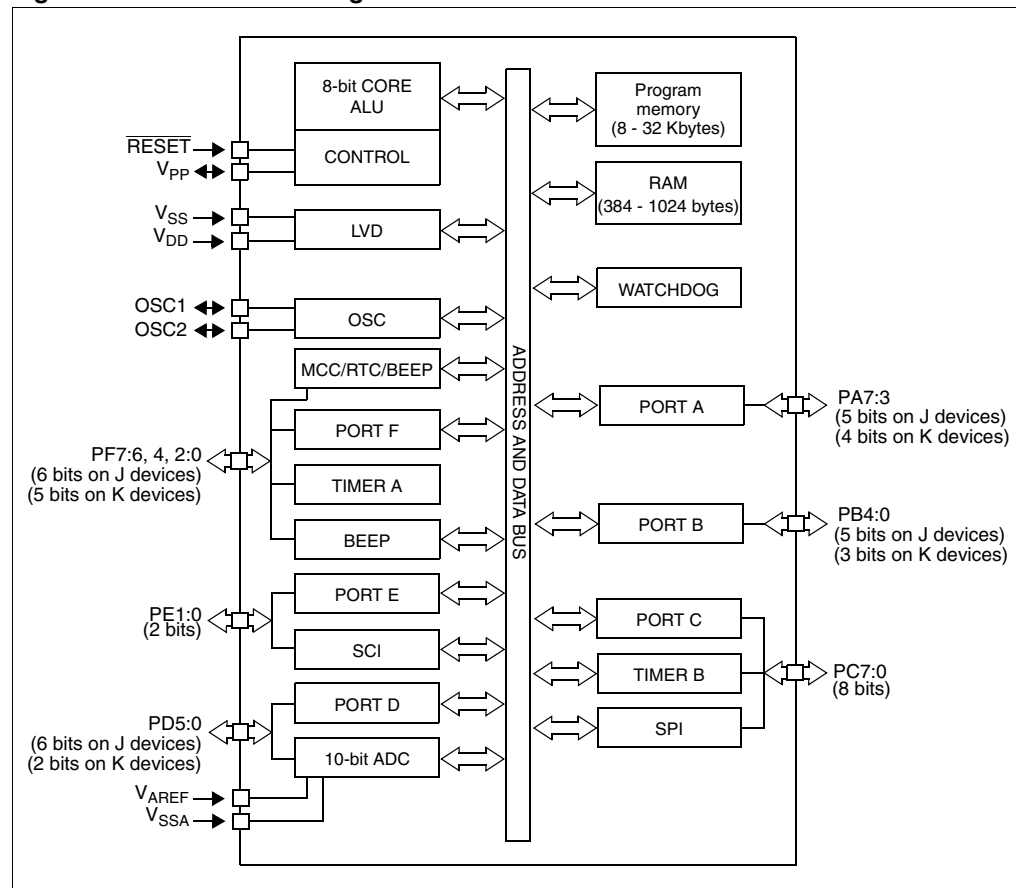 8-bit CORE
ALU
CONTROL
RESET
VPP
VSS
VDD
LVD
OSC1
OSC2
OSC
MCC/RTC/BEEP
PORT F
PF7:6, 4, 2:0
(6 bits on J devices)
(5 bits on K devices)
TIMER A
BEEP
PORT E
PE1:0
(2 bits)
SCI
PORT D
PD5:0
(6 bits on J devices)
(2 bits on K devices)
10-bit ADC
VAREF
VSSA
ADDRESS AND DATA BUS
Program
memory
(8 - 32 Kbytes)
RAM
(384 - 1024 bytes)
WATCHDOG
PORT A
PA7:3
(5 bits on J devices)
(4 bits on K devices)
PORT B
PB4:0
(5 bits on J devices)
(3 bits on K devices)
PORT C
TIMER B
PC7:0
(8 bits)
SPI